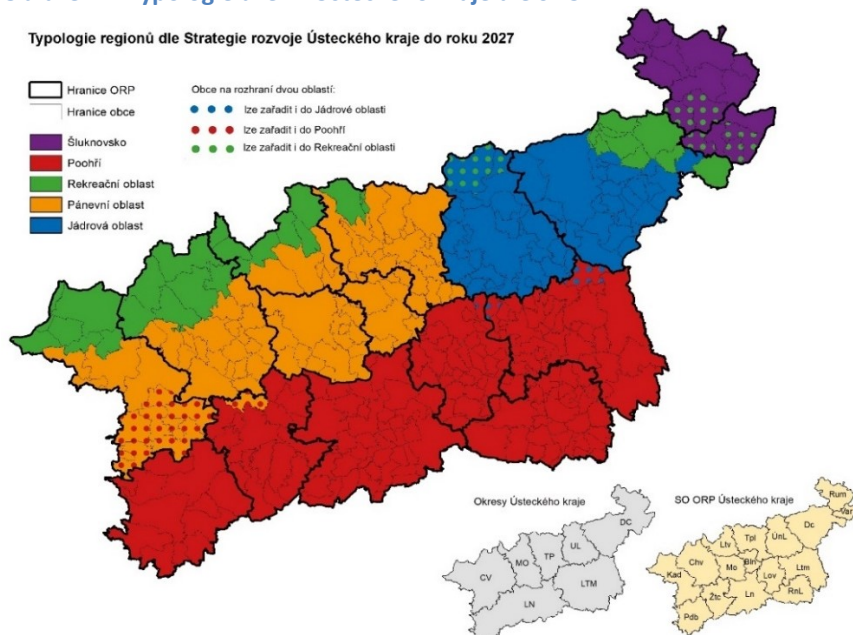 Typologie regionů dle Strategie rozvoje Ústeckého kraje do roku 2027
Hranice ORP
Hranice obce
Šluknovsko
Poohří
Rekreační oblast
Pánevní oblast
Jádrová oblast
Obce na rozhraní dvou oblastí:
lze zařadit i do Jádrové oblasti
lze zařadit i do Poohří
lze zařadit i do Rekreační oblasti
Okresy Ústeckého kraje
DC
UL
TP
MO
CV
LTM
LN
SO ORP Ústeckého kraje
Rum
Var
Dc
ÚnL
Tpl
Ltv
Chv
Kad
Mo
Bln
Lov
Ltm
RnL
Ln
Žtc
Pdb